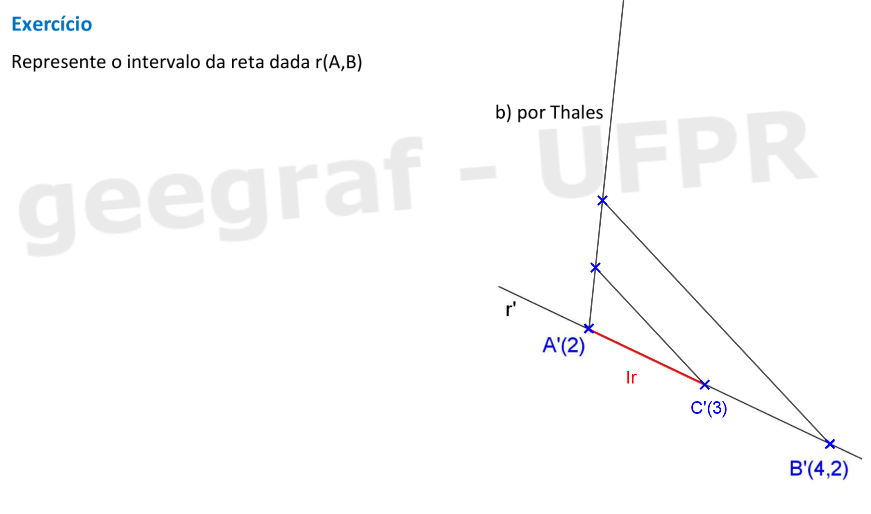 Exercício
Represente o intervalo da reta dada r(A,B)
b) por Thales
geegraf - UFPR
r'
A'(2)
Ir
C'(3)
B'(4,2)